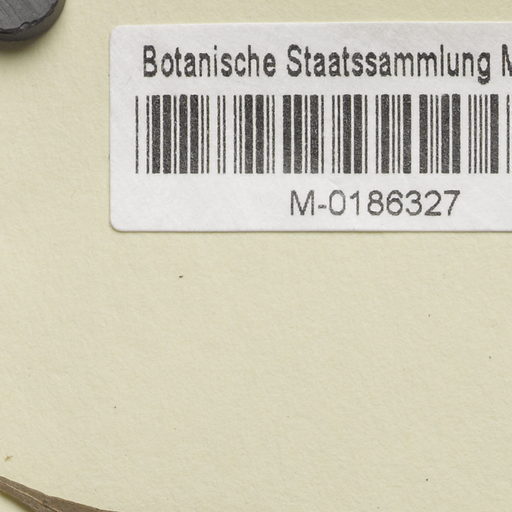 Botanische Staatssammlung M
M-0186327